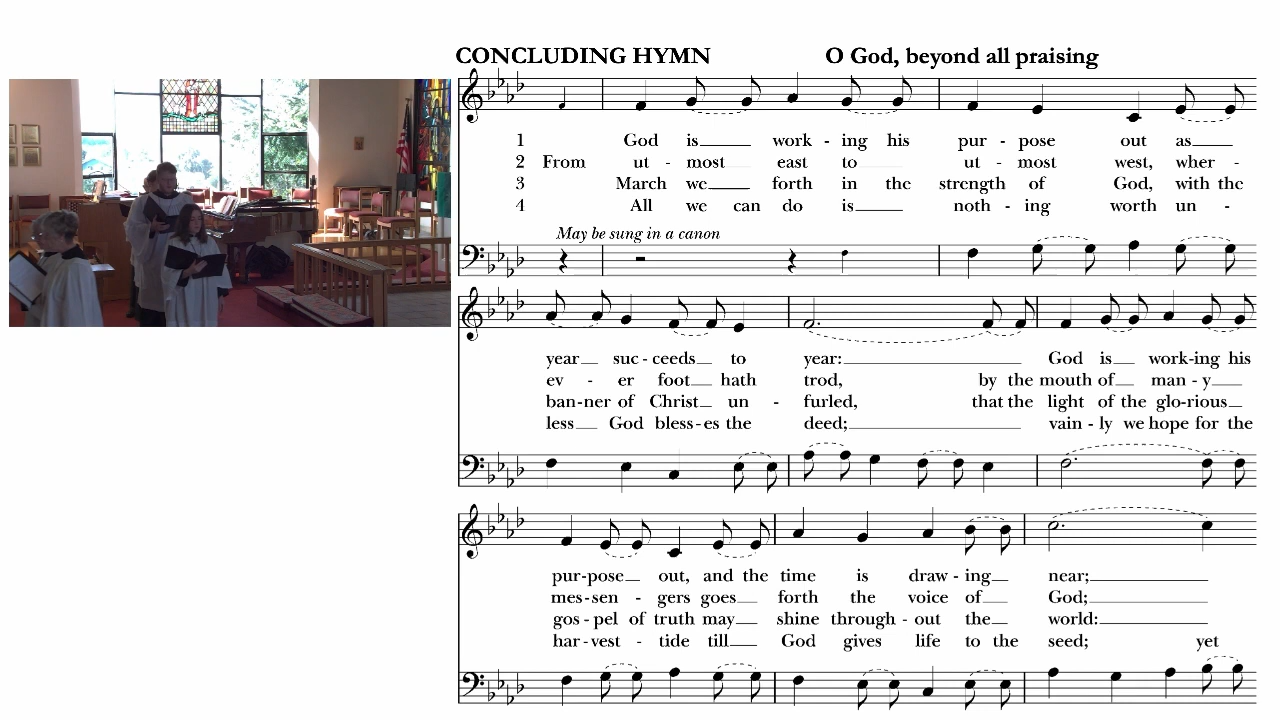 CONCLUDING HYMN O God, beyond all praising
1 God is work - ing his pur - pose out as
2 From ut - most east to ut - most west, wher -
3 March we forth in the strength of God, with the
4 All we can do is noth - ing worth un -
May be sung in a canon
year suc - ceeds to year: God is work-ing his
ev - er foot hath trod, by the mouth of man - y
ban-ner of Christ un - furled, that the light of the glo-rious
less God bless-es the deed; vain - ly we hope for the
pur-pose out, and the time is draw - ing near;
mes-sen - gers goes forth the voice of God;
gos - pel of truth may shine through - out the world:
har-vest - tide till God gives life to the seed; yet